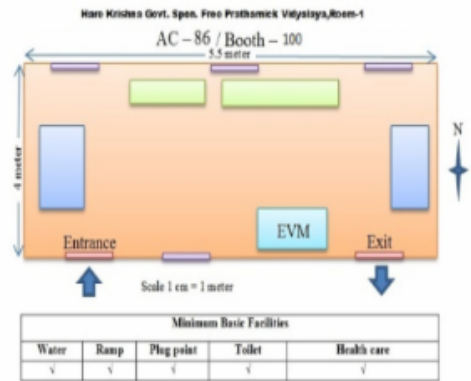 Hare Krishna Govt. Spon. Free Prathamick Vidyalaya,Room-1
AC – 86 / Booth – 100
5.5 meter
4 meter
N
EVM
Entrance
Exit
Scale 1 cm = 1 meter
Minimum Basic Facilities
Water Ramp Plug point Toilet Health care
√ √ √ √ √